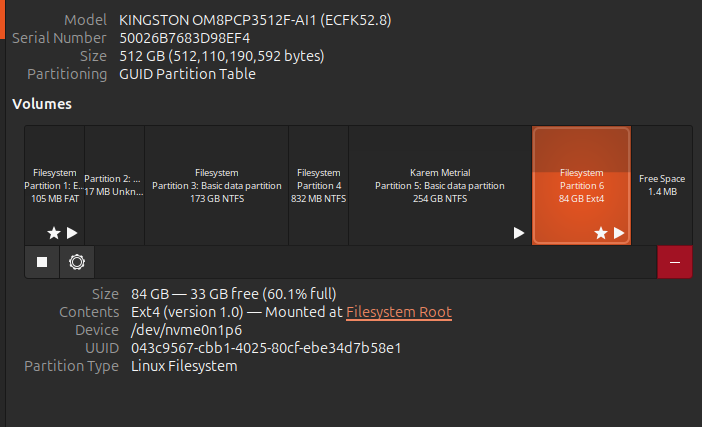 Model KINGSTON OM8PCP3512F-AI1 (ECFK52.8)
Serial Number 50026B7683D98EF4
Size 512 GB (512,110,190,592 bytes)
Partitioning GUID Partition Table
Volumes
Filesystem
Partition 1: E...
105 MB FAT
Partition 2: ...
17 MB Unkn...
Filesystem
Partition 3: Basic data partition
173 GB NTFS
Filesystem
Partition 4
832 MB NTFS
Karem Metrial
Partition 5: Basic data partition
254 GB NTFS
Filesystem
Partition 6
84 GB Ext4
Free Space
1.4 MB
Size 84 GB — 33 GB free (60.1% full)
Contents Ext4 (version 1.0) — Mounted at Filesystem Root
Device /dev/nvme0n1p6
UUID 043c9567-cbb1-4025-80cf-ebe34d7b58e1
Partition Type Linux Filesystem